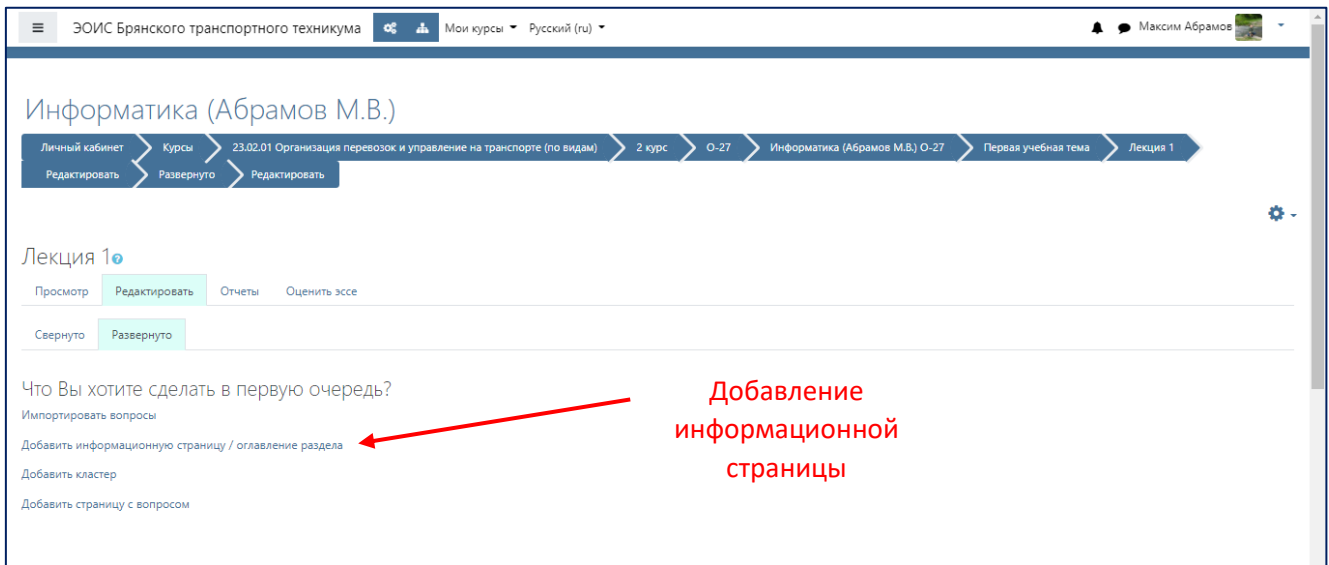 ЭОИС Брянского транспортного техникума Мои курсы Русский (ru) Максим Абрамов
Информатика (Абрамов М.В.)
Личный кабинет Курсы 23.02.01 Организация перевозок и управление на транспорте (по видам) 2 курс О-27 Информатика (Абрамов М.В.) О-27 Первая учебная тема Лекция 1
Редактировать Развернуто Редактировать
Лекция 1
Просмотр Редактировать Отчеты Оценить эссе
Свернуто Развернуто
Что Вы хотите сделать в первую очередь?
Импортировать вопросы
Добавить информационную страницу / оглавление раздела
Добавить кластер
Добавить страницу с вопросом
Добавление
информационной
страницы